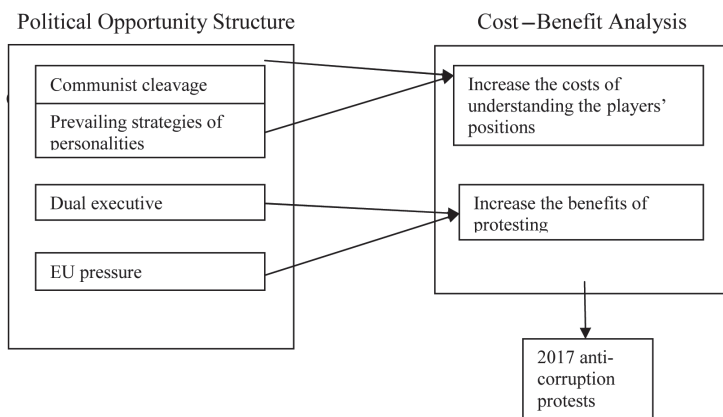 Political Opportunity Structure
Communist cleavage
Prevailing strategies of
personalities
Dual executive
EU pressure
Cost–Benefit Analysis
Increase the costs of
understanding the players'
positions
Increase the benefits of
protesting
2017 anti-
corruption
protests